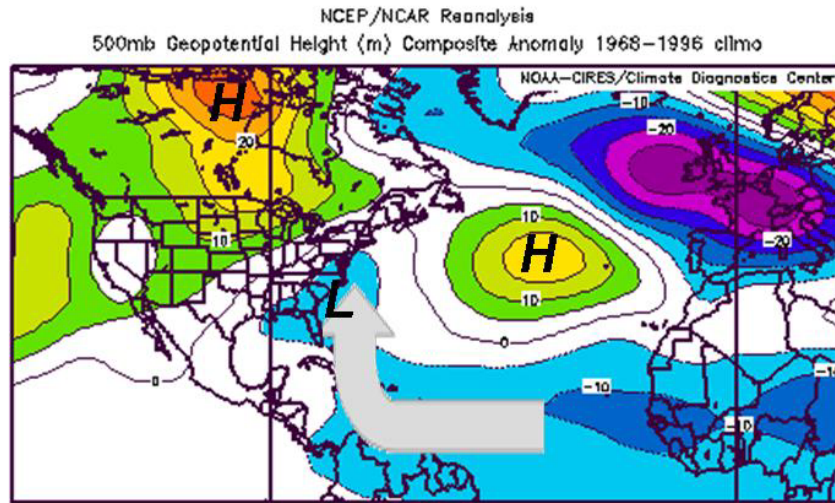 NCEP/NCAR Reanalysis
500mb Geopotential Height (m) Composite Anomaly 1968-1996 climo
NOAA-CIRES/Climate Diagnostics Center
H
-10
20
-20
10
10
H
-20
L
10
0
0
-10
-10
-10